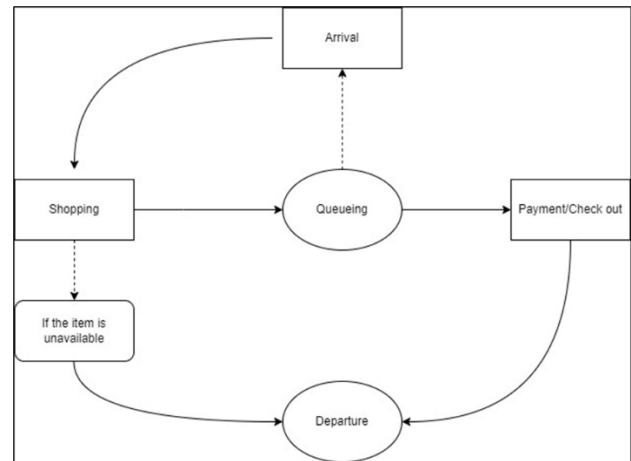 Arrival
Shopping
Queueing
Payment/Check out
If the item is
unavailable
Departure